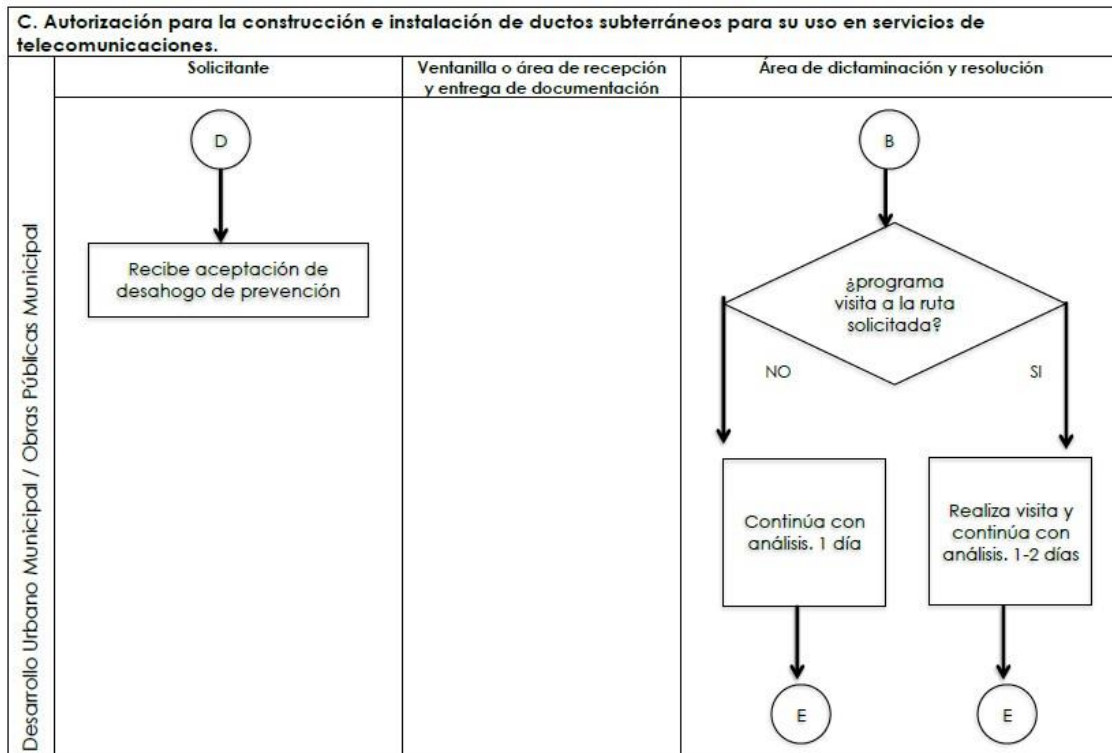 C. Autorización para la construcción e instalación de ductos subterráneos para su uso en servicios de
telecomunicaciones.
Solicitante
Ventanilla o área de recepción
y entrega de documentación
Área de dictaminación y resolución
Desarrollo Urbano Municipal / Obras Públicas Municipal
D
Recibe aceptación de
desahogo de prevención
B
¿programa
visita a la ruta
solicitada?
NO
SI
Continúa con
análisis. 1 día
Realiza visita y
continúa con
análisis. 1-2 días
E
E